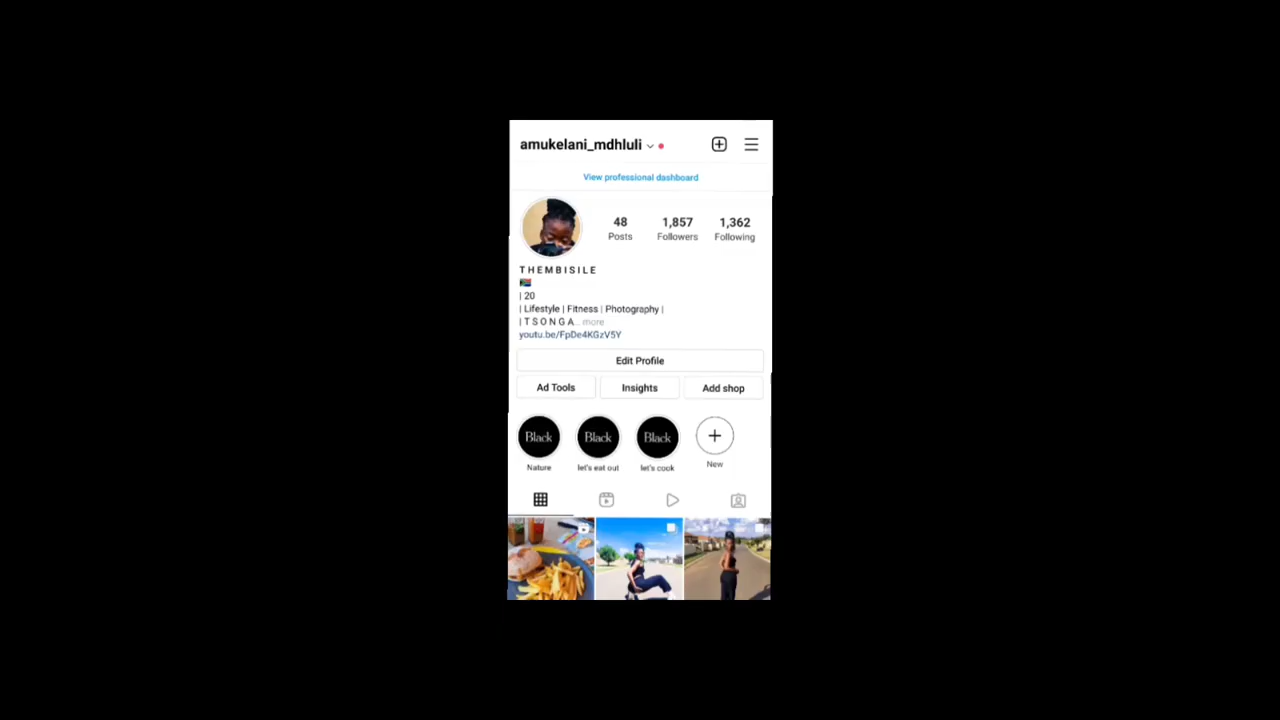 amukelani_mdhluli
View professional dashboard
48 1,857 1,362
Posts Followers Following
THEMBISILE
🇿🇦
| 20
| Lifestyle | Fitness | Photography |
| T S O N G A... more
youtu.be/FpDe4KGzV5Y
Edit Profile
Ad Tools Insights Add shop
Black Black Black
Nature let's eat out let's cook New